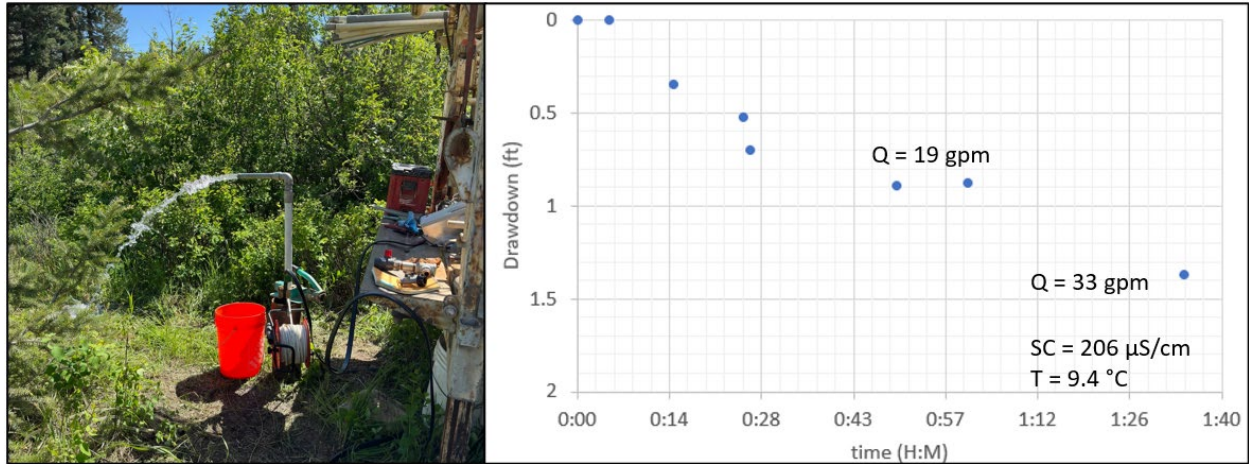 0
0.5
1
1.5
2
Drawdown (ft)
Q = 19 gpm
Q = 33 gpm
SC = 206 µS/cm
T = 9.4 °C
0:00 0:14 0:28 0:43 0:57 1:12 1:26 1:40
time (H:M)